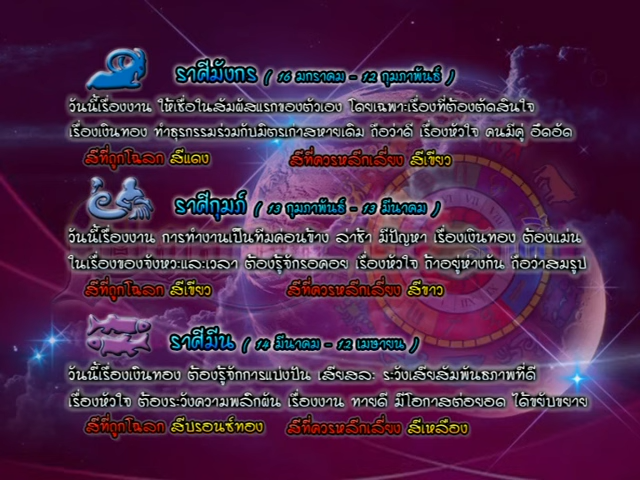 ราศีมังกร ( 16 มกราคม - 12 กุมภาพันธ์ )
วันนี้เรื่องงาน ให้เชื่อในสัมผัสแรกของตัวเอง โดยเฉพาะเรื่องที่ต้องตัดสินใจ
เรื่องเงินทอง ทำธุรกรรมร่วมกับมิตรเก่าสหายเดิม ถือว่าดี เรื่องหัวใจ คนมีคู่ อึดอัด
สีที่ถูกโฉลก สีแดง สีที่ควรหลีกเลี่ยง สีเขียว
ราศีกุมภ์ ( 13 กุมภาพันธ์ - 13 มีนาคม )
วันนี้เรื่องงาน การทำงานเป็นทีมค่อนข้าง ล่าช้า มีปัญหา เรื่องเงินทอง ต้องแม่น
ในเรื่องของจังหวะและเวลา ต้องรู้จักรอคอย เรื่องหัวใจ ถ้าอยู่ห่างกัน ถือว่าสมรูป
สีที่ถูกโฉลก สีเขียว สีที่ควรหลีกเลี่ยง สีขาว
ราศีมีน ( 14 มีนาคม - 12 เมษายน )
วันนี้เรื่องเงินทอง ต้องรู้จักการแบ่งปัน เสียสละ ระวังเสียสัมพันธภาพที่ดี
เรื่องหัวใจ ต้องระวังความพลิกผัน เรื่องงาน ทายดี มีโอกาสต่อยอด ได้ขยับขยาย
สีที่ถูกโฉลก สีบรอนซ์ทอง สีที่ควรหลีกเลี่ยง สีเหลือง